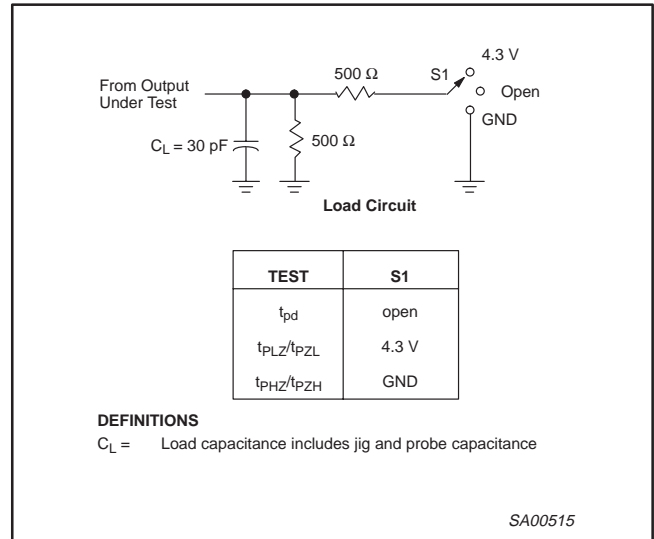 4.3 V
500 Ω
S1
From Output
Under Test
Open
GND
C_L = 30 pF
500 Ω
Load Circuit
TEST S1
t_pd open
t_PLZ/t_PZL 4.3 V
t_PHZ/t_PZH GND
DEFINITIONS
C_L = Load capacitance includes jig and probe capacitance
SA00515